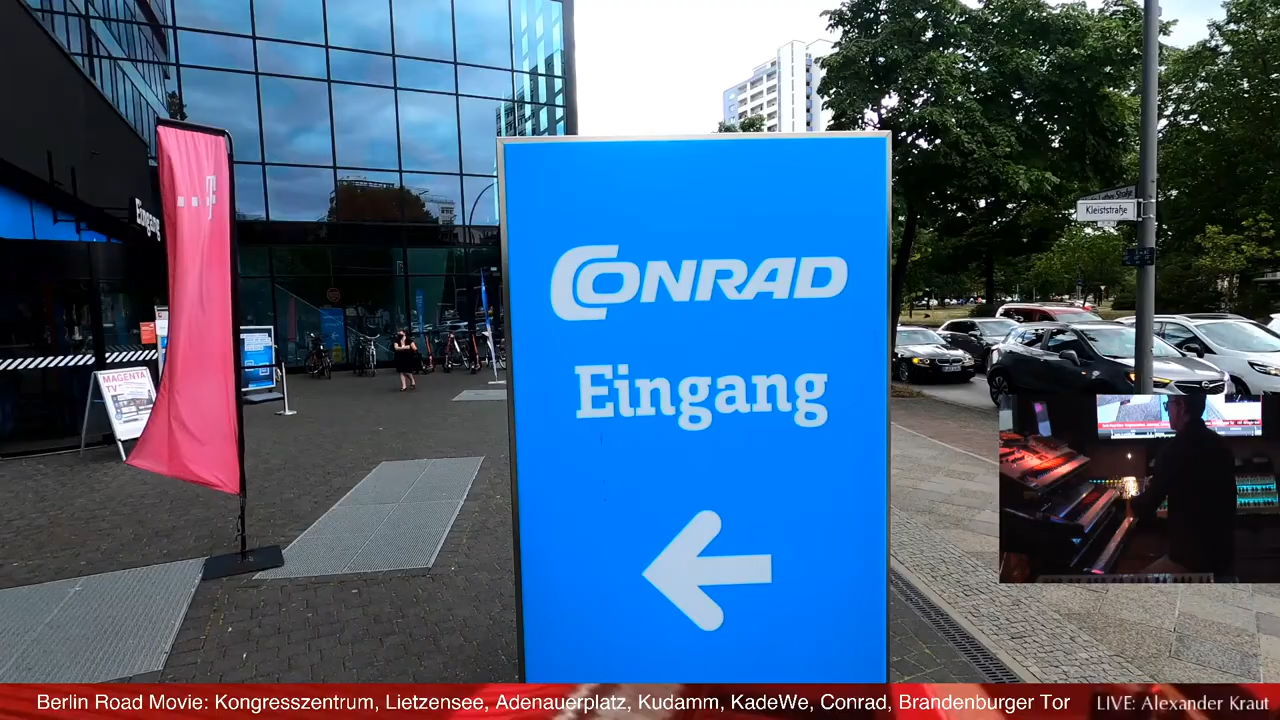 Eingang
T
MAGENTA
TV
CONRAD
Eingang
Kleiststraße
Berlin Road Movie: Kongresszentrum, Lietzensee, Adenauerplatz, Kudamm, KadeWe, Conrad, Brandenburger Tor
LIVE: Alexander Kraut